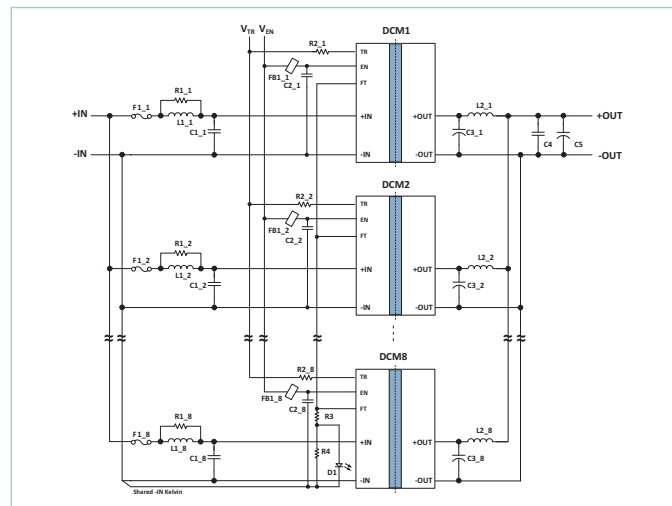 V_TR V_EN
DCM1
R2_1
TR
EN
FB1_1
C2_1
FT
R1_1
L2_1
+IN
F1_1
L1_1
+IN
+OUT
+OUT
C1_1
C3_1
C4
C5
-IN
-IN
-OUT
-OUT
DCM2
R2_2
TR
EN
FB1_2
C2_2
FT
R1_2
L2_2
F1_2
L1_2
+IN
+OUT
C1_2
C3_2
-IN
-OUT
DCM8
R2_8
TR
EN
FB1_8
C2_8
FT
R3
R1_8
L2_8
F1_8
L1_8
+IN
+OUT
R4
C1_8
D1
C3_8
-IN
-OUT
Shared -IN Kelvin